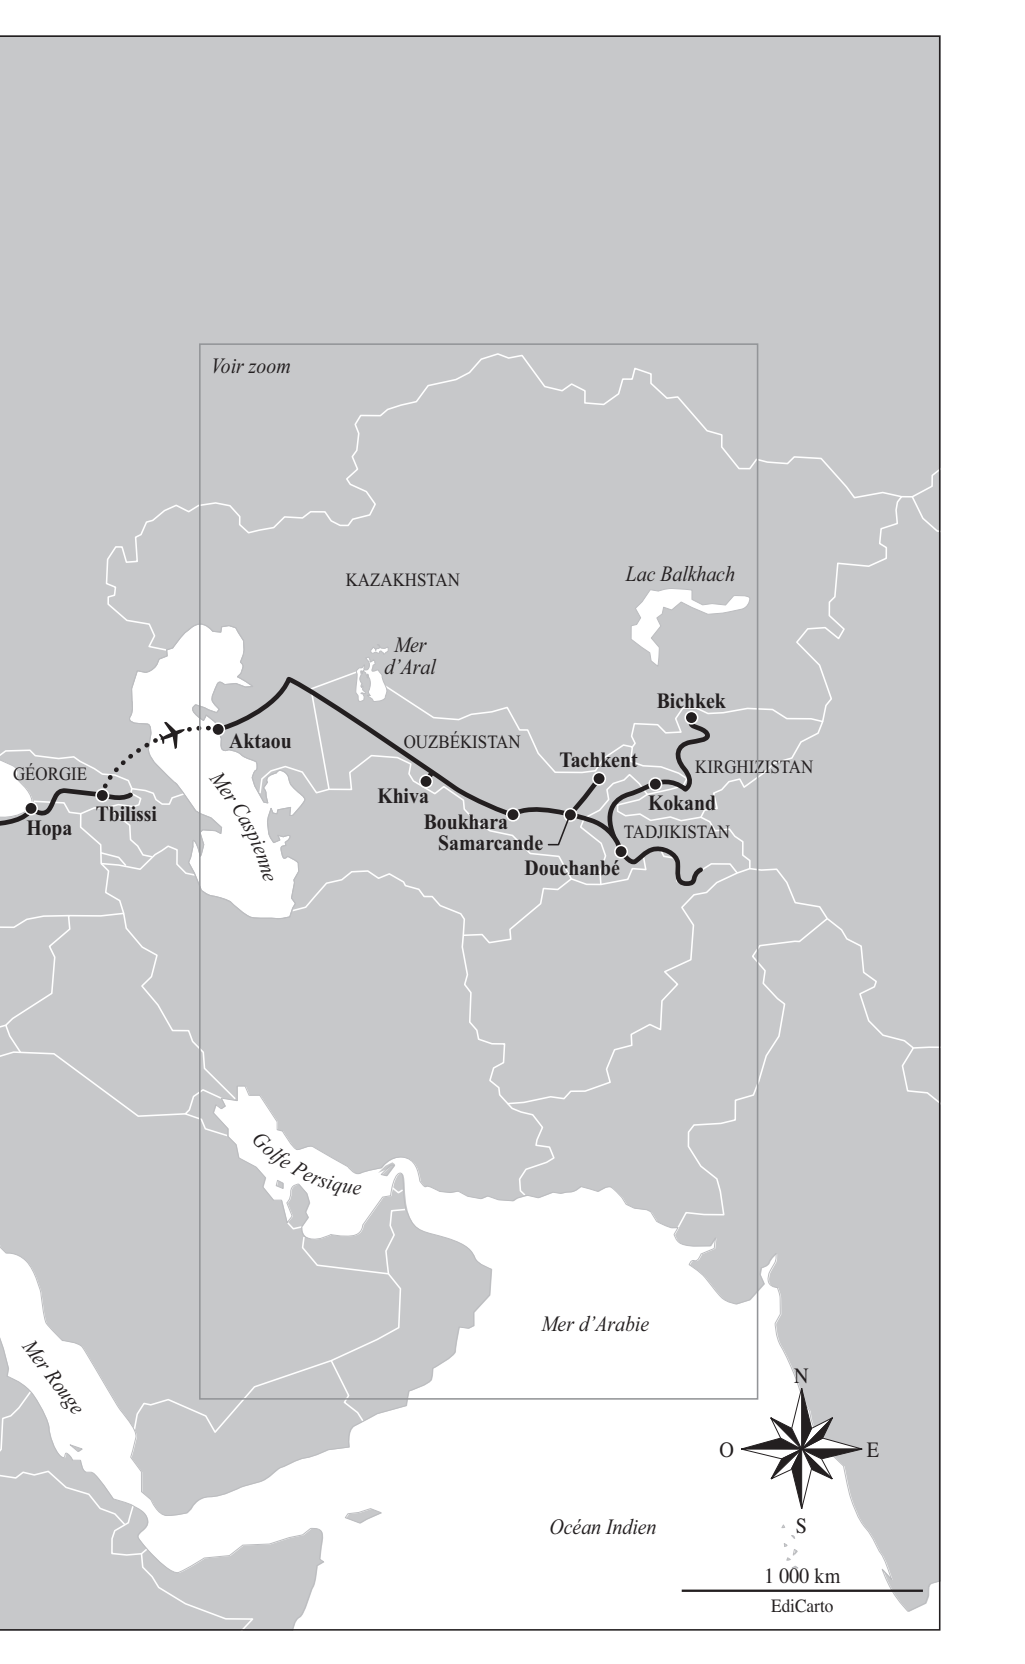 Voir zoom
KAZAKHSTAN
Lac Balkhach
Mer
d’Aral
Bichkek
Aktaou
OUZBÉKISTAN
Tachkent
KIRGHIZISTAN
GÉORGIE
Khiva
Kokand
Tbilissi
Hopa
Mer Caspienne
Boukhara
TADJIKISTAN
Samarcande
Douchanbé
Golfe Persique
Mer d’Arabie
Mer Rouge
N
O
E
S
Océan Indien
1 000 km
EdiCarto